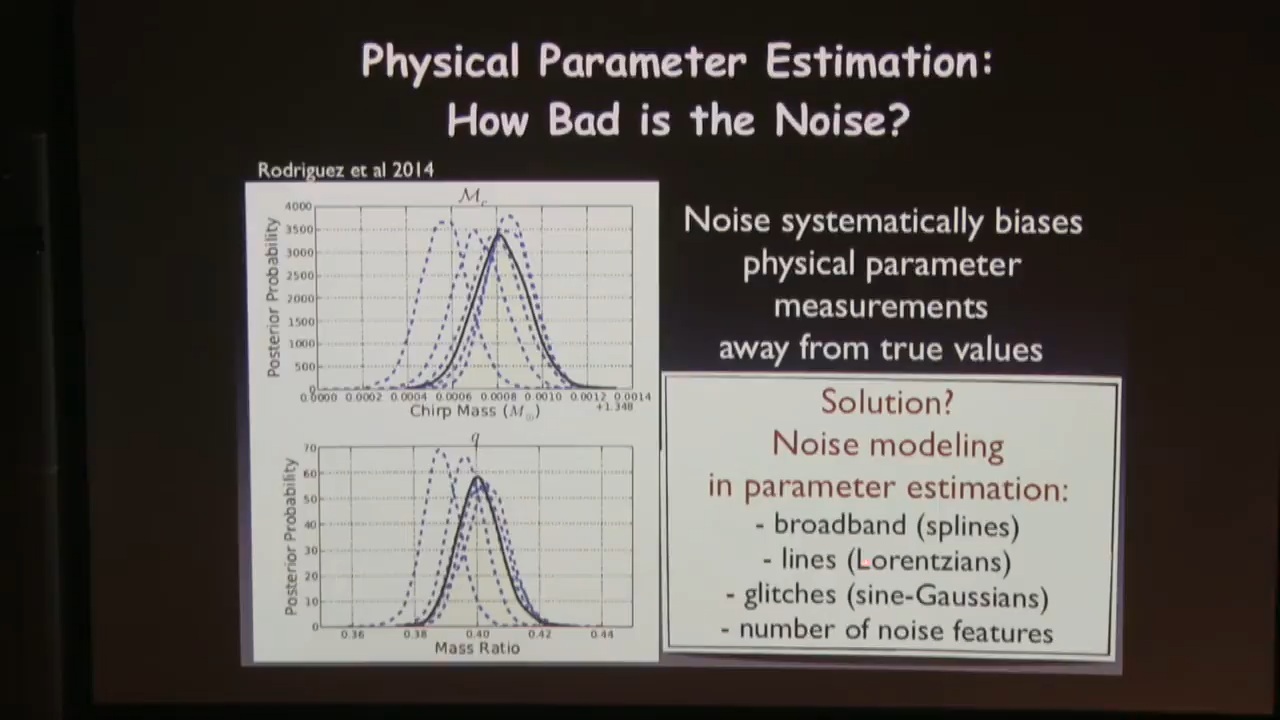 Physical Parameter Estimation:
How Bad is the Noise?
Rodriguez et al 2014
Noise systematically biases
physical parameter
measurements
away from true values
Solution?
Noise modeling
in parameter estimation:
- broadband (splines)
- lines (Lorentzians)
- glitches (sine-Gaussians)
- number of noise features
ℳc
Posterior Probability
4000
3500
3000
2500
2000
1500
1000
500
0
0.0000 0.0002 0.0004 0.0006 0.0008 0.0010 0.0012 0.0014
+1.348
Chirp Mass (M⊙)
q
Posterior Probability
70
60
50
40
30
20
10
0
0.36 0.38 0.40 0.42 0.44
Mass Ratio